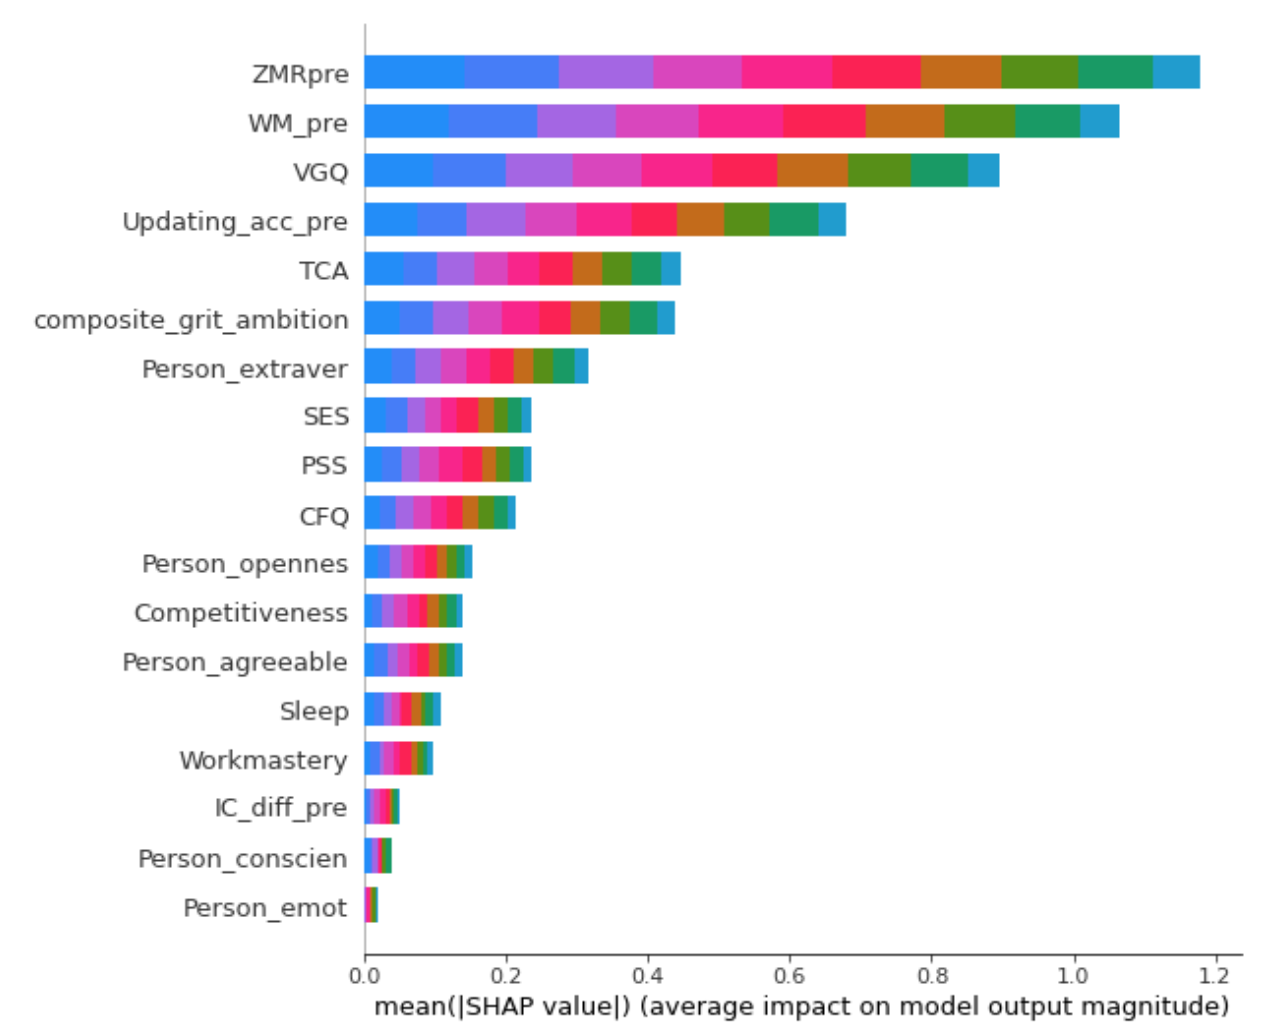 ZMRpre
WM_pre
VGQ
Updating_acc_pre
TCA
composite_grit_ambition
Person_extraver
SES
PSS
CFQ
Person_opennes
Competitiveness
Person_agreeable
Sleep
Workmastery
IC_diff_pre
Person_conscien
Person_emot
0.0 0.2 0.4 0.6 0.8 1.0 1.2
mean(|SHAP value|) (average impact on model output magnitude)